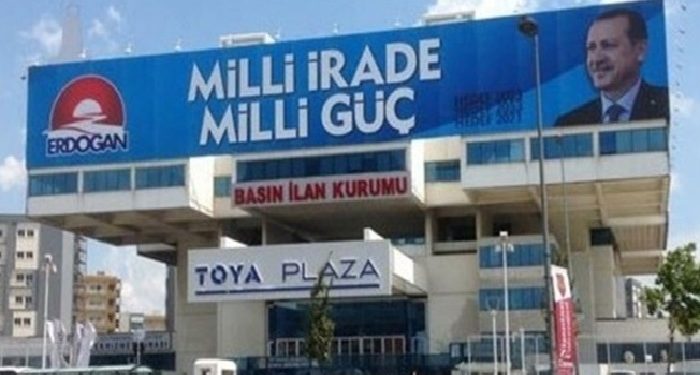 MİLLİ İRADE
MİLLİ GÜÇ
ERDOĞAN
BASIN İLAN KURUMU
TOYA PLAZA